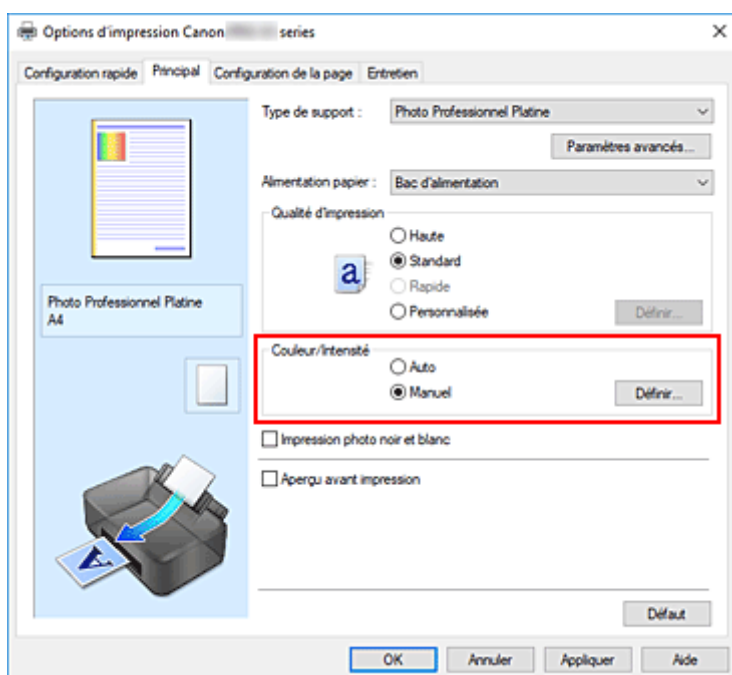 Options d'impression Canon series
Configuration rapide Principal Configuration de la page Entretien
Type de support : Photo Professionnel Platine
Paramètres avancés...
Alimentation papier : Bac d'alimentation
Qualité d'impression
Haute
Standard
Rapide
Personnalisée Définir...
a
Photo Professionnel Platine
A4
Couleur/Intensité
Auto
Manuel Définir...
Impression photo noir et blanc
Aperçu avant impression
A
Défaut
OK Annuler Appliquer Aide